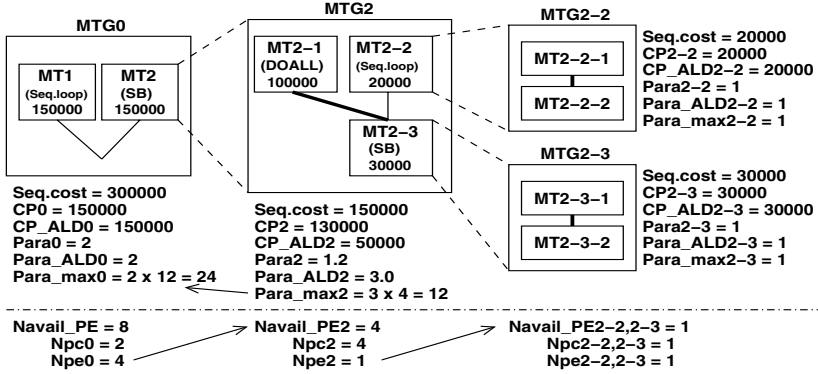 MTG0
MT1
(Seq.loop)
150000
MT2
(SB)
150000
Seq.cost = 300000
CP0 = 150000
CP_ALD0 = 150000
Para0 = 2
Para_ALD0 = 2
Para_max0 = 2 x 12 = 24
MTG2
MT2-1
(DOALL)
100000
MT2-2
(Seq.loop)
20000
MT2-3
(SB)
30000
Seq.cost = 150000
CP2 = 130000
CP_ALD2 = 50000
Para2 = 1.2
Para_ALD2 = 3.0
Para_max2 = 3 x 4 = 12
MTG2-2
MT2-2-1
MT2-2-2
Seq.cost = 20000
CP2-2 = 20000
CP_ALD2-2 = 20000
Para2-2 = 1
Para_ALD2-2 = 1
Para_max2-2 = 1
MTG2-3
MT2-3-1
MT2-3-2
Seq.cost = 30000
CP2-3 = 30000
CP_ALD2-3 = 30000
Para2-3 = 1
Para_ALD2-3 = 1
Para_max2-3 = 1
Navail_PE = 8
Npc0 = 2
Npe0 = 4
Navail_PE2 = 4
Npc2 = 4
Npe2 = 1
Navail_PE2-2,2-3 = 1
Npc2-2,2-3 = 1
Npe2-2,2-3 = 1